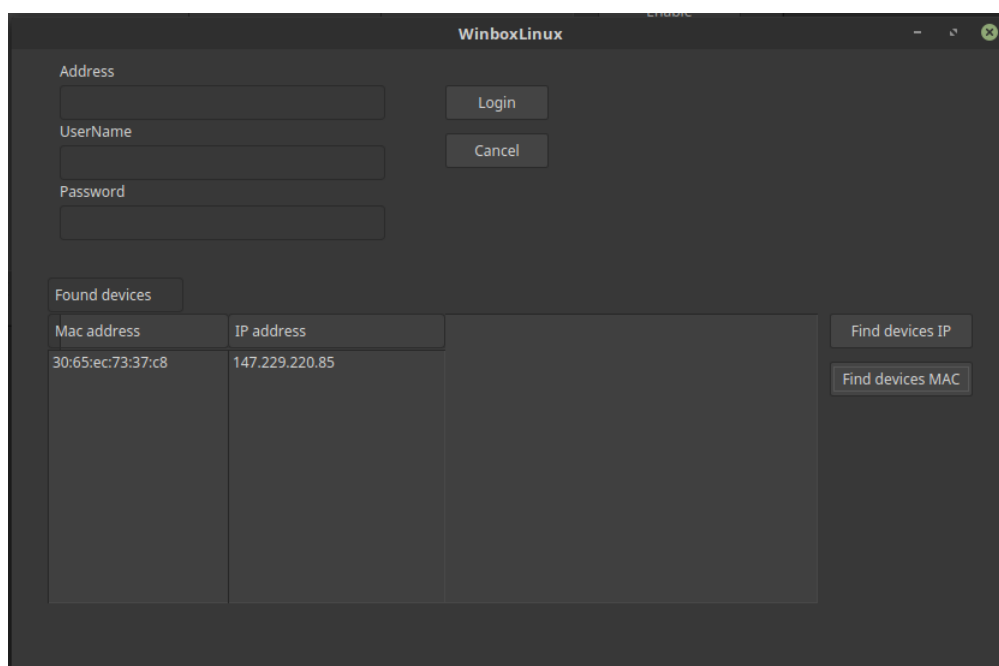 Enable
WinboxLinux
Address
Login
UserName
Cancel
Password
Found devices
Mac address IP address
Find devices IP
30:65:ec:73:37:c8 147.229.220.85
Find devices MAC